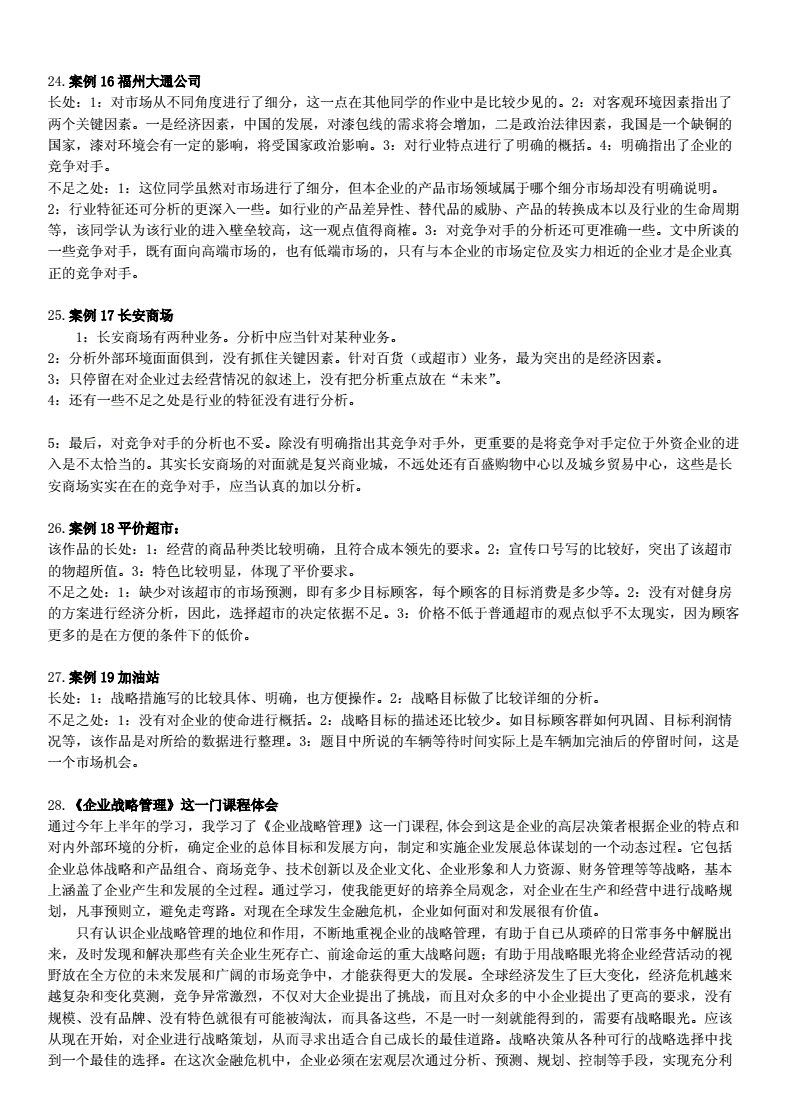 24. 案例 16 福州大通公司
长处：1：对市场从不同角度进行了细分，这一点在其他同学的作业中是比较少见的。2：对客观环境因素指出了
两个关键因素。一是经济因素，中国的发展，对漆包线的需求将会增加，二是政治法律因素，我国是一个缺铜的
国家，漆对环境会有一定的影响，将受国家政治影响。3：对行业特点进行了明确的概括。4：明确指出了企业的
竞争对手。
不足之处：1：这位同学虽然对市场进行了细分，但本企业的产品市场领域属于哪个细分市场却没有明确说明。
2：行业特征还可分析的更深入一些。如行业的产品差异性、替代品的威胁、产品的转换成本以及行业的生命周期
等，该同学认为该行业的进入壁垒较高，这一观点值得商榷。3：对竞争对手的分析还可更准确一些。文中所谈的
一些竞争对手，既有面向高端市场的，也有低端市场的，只有与本企业的市场定位及实力相近的企业才是企业真
正的竞争对手。
25. 案例 17 长安商场
1：长安商场有两种业务。分析中应当针对某种业务。
2：分析外部环境面面俱到，没有抓住关键因素。针对百货（或超市）业务，最为突出的是经济因素。
3：只停留在对企业过去经营情况的叙述上，没有把分析重点放在“未来”。
4：还有一些不足之处是行业的特征没有进行分析。
5：最后，对竞争对手的分析也不妥。除没有明确指出其竞争对手外，更重要的是将竞争对手定位于外资企业的进
入是不太恰当的。其实长安商场的对面就是复兴商业城，不远处还有百盛购物中心以及城乡贸易中心，这些是长
安商场实实在在的竞争对手，应当认真的加以分析。
26. 案例 18 平价超市：
该作品的长处：1：经营的商品种类比较明确，且符合成本领先的要求。2：宣传口号写的比较好，突出了该超市
的物超所值。3：特色比较明显，体现了平价要求。
不足之处：1：缺少对该超市的市场预测，即有多少目标顾客，每个顾客的目标消费是多少等。2：没有对健身房
的方案进行经济分析，因此，选择超市的决定依据不足。3：价格不低于普通超市的观点似乎不太现实，因为顾客
更多的是在方便的条件下的低价。
27. 案例 19 加油站
长处：1：战略措施写的比较具体、明确，也方便操作。2：战略目标做了比较详细的分析。
不足之处：1：没有对企业的使命进行概括。2：战略目标的描述还比较少。如目标顾客群如何巩固、目标利润情
况等，该作品是对所给的数据进行整理。3：题目中所说的车辆等待时间实际上是车辆加完油后的停留时间，这是
一个市场机会。
28. 《企业战略管理》这一门课程体会
通过今年上半年的学习，我学习了《企业战略管理》这一门课程,体会到这是企业的高层决策者根据企业的特点和
对内外部环境的分析，确定企业的总体目标和发展方向，制定和实施企业发展总体谋划的一个动态过程。它包括
企业总体战略和产品组合、商场竞争、技术创新以及企业文化、企业形象和人力资源、财务管理等等战略，基本
上涵盖了企业产生和发展的全过程。通过学习，使我能更好的培养全局观念，对企业在生产和经营中进行战略规
划，凡事预则立，避免走弯路。对现在全球发生金融危机，企业如何面对和发展很有价值。
只有认识企业战略管理的地位和作用，不断地重视企业的战略管理，有助于自己从琐碎的日常事务中解脱出
来，及时发现和解决那些有关企业生死存亡、前途命运的重大战略问题；有助于用战略眼光将企业经营活动的视
野放在全方位的未来发展和广阔的市场竞争中，才能获得更大的发展。全球经济发生了巨大变化，经济危机越来
越复杂和变化莫测，竞争异常激烈，不仅对大企业提出了挑战，而且对众多的中小企业提出了更高的要求，没有
规模、没有品牌、没有特色就很有可能被淘汰，而具备这些，不是一时一刻就能得到的，需要有战略眼光。应该
从现在开始，对企业进行战略策划，从而寻求出适合自己成长的最佳道路。战略决策从各种可行的战略选择中找
到一个最佳的选择。在这次金融危机中，企业必须在宏观层次通过分析、预测、规划、控制等手段，实现充分利